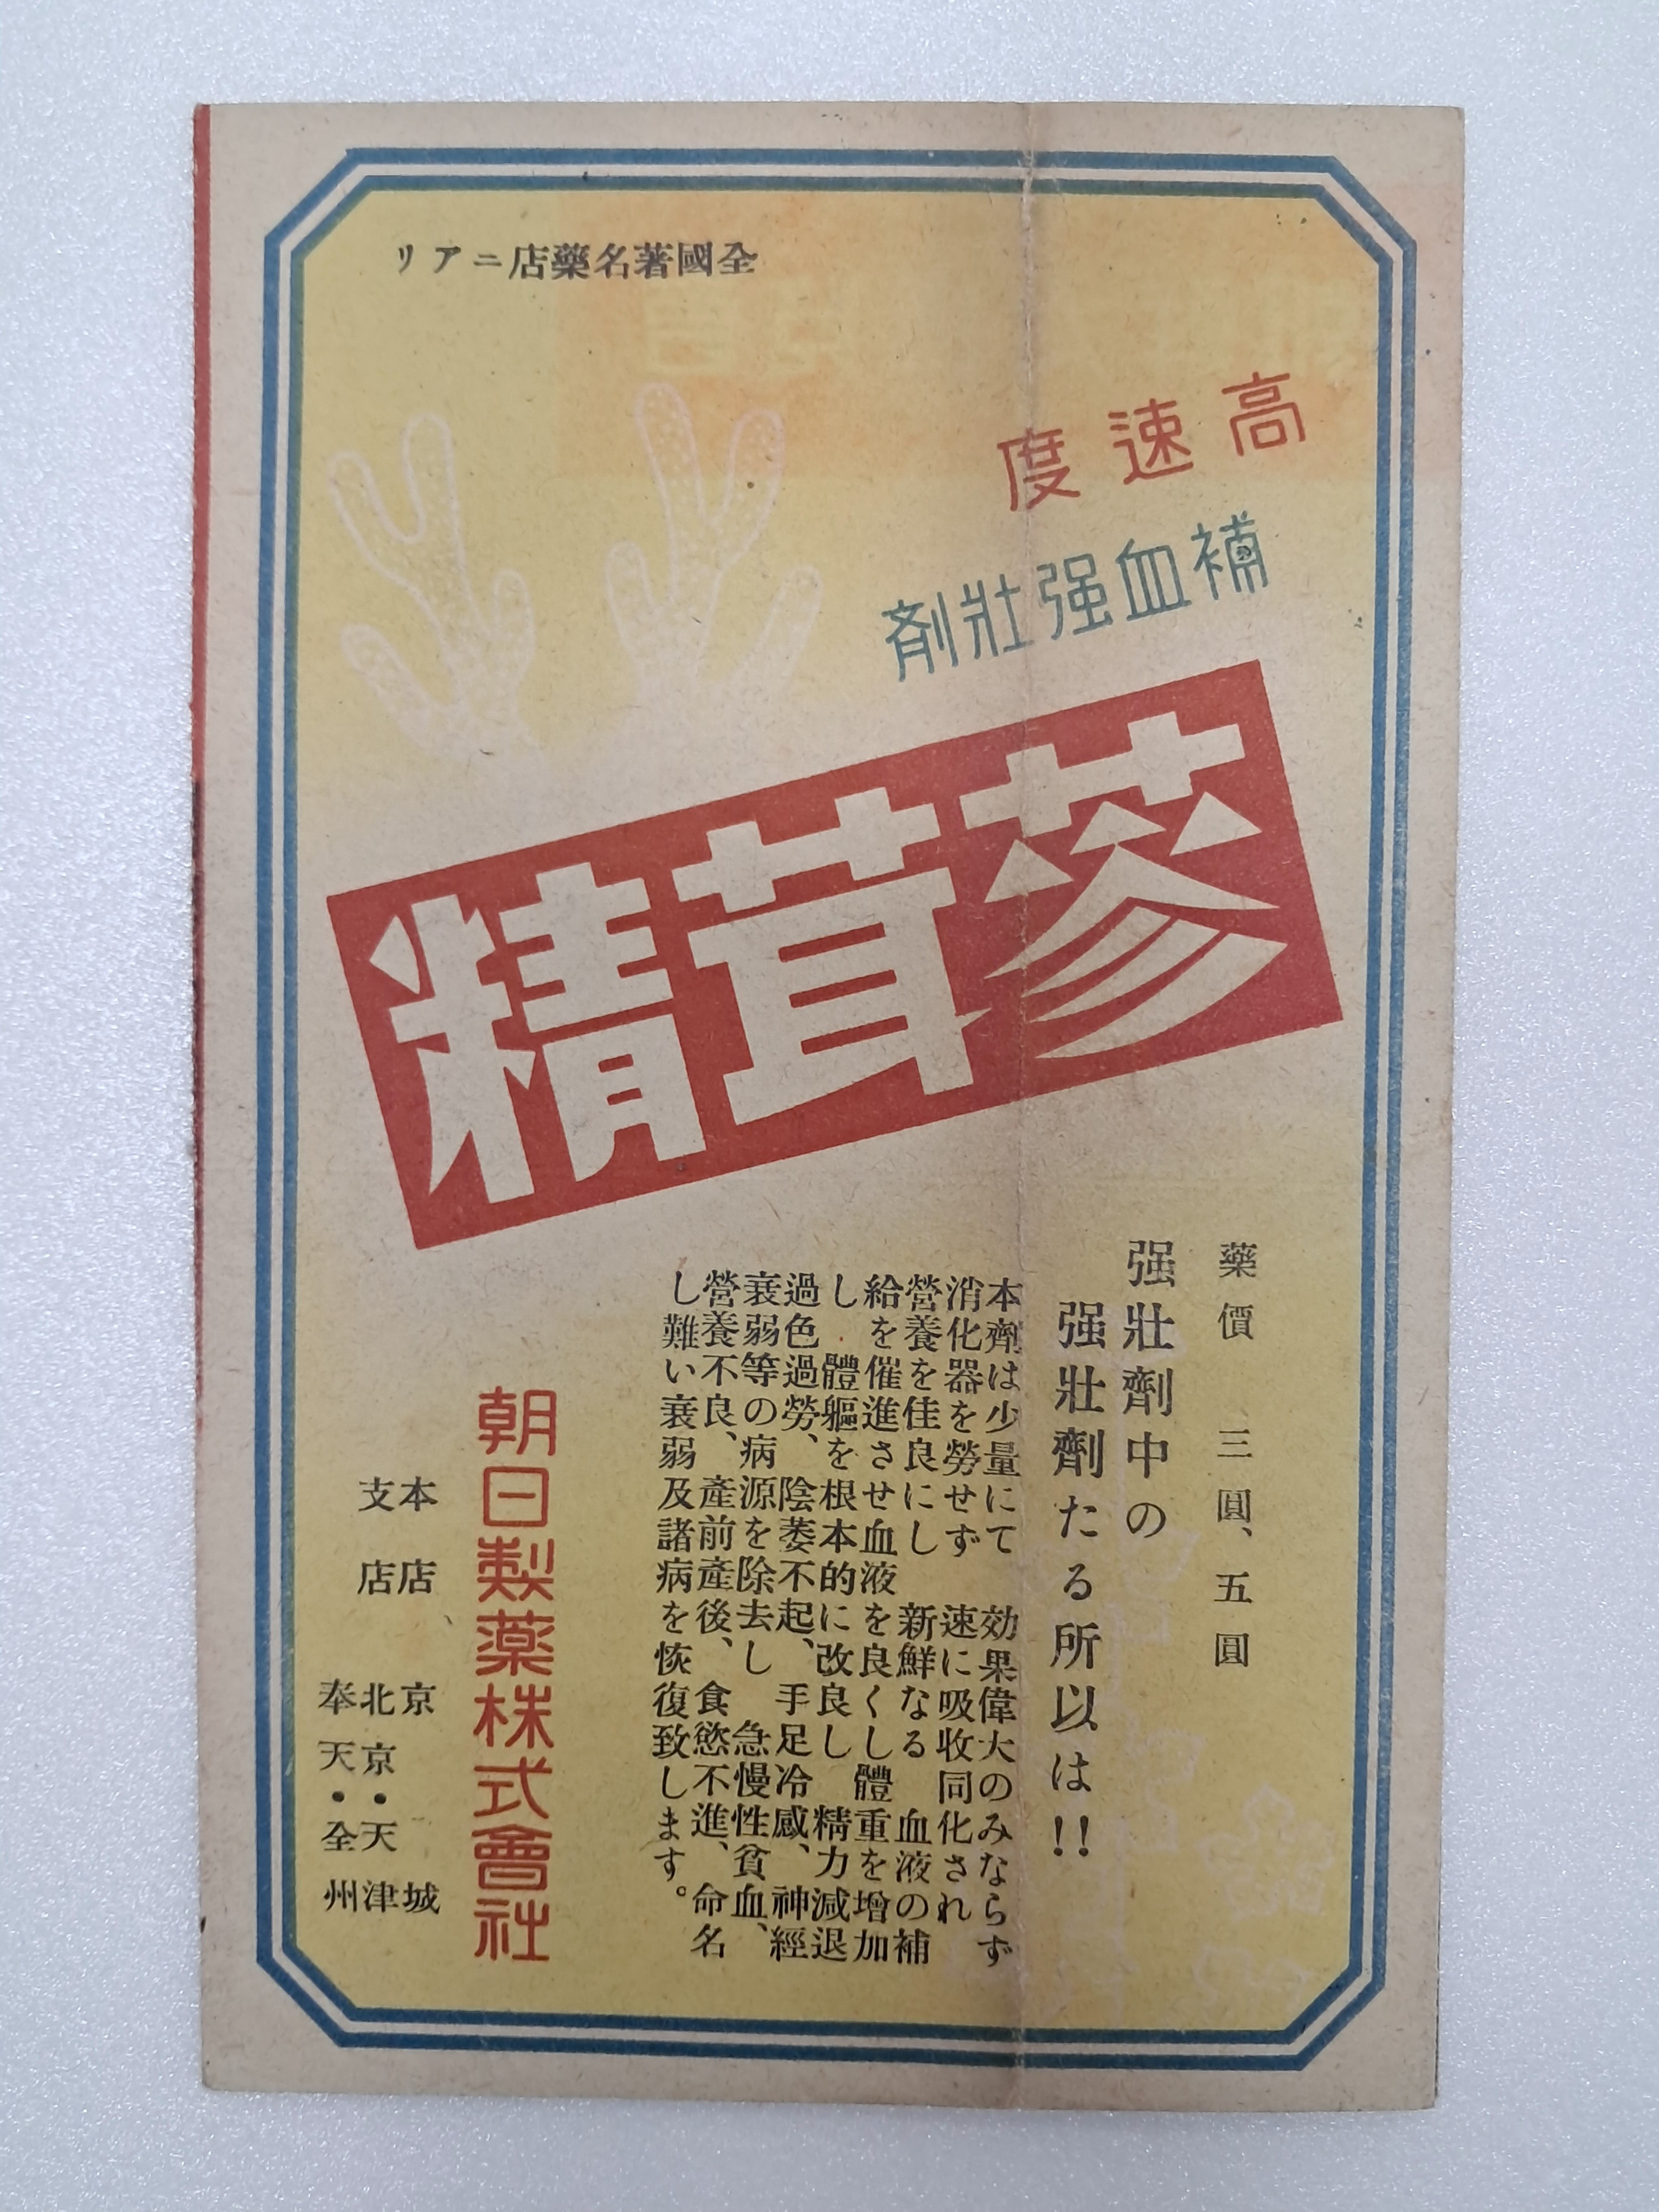 全國著名藥店ニアリ
高速度
補血强壯剤
蔘茸精
藥價 三圓、五圓
强壯劑中の
强壯劑たる所以は!!
本劑は少量にて 効果偉大のみならず
消化器を勞せず 速に吸收同化され
營養を佳良にし 新鮮なる 血液の補
給を催進させ血液を良くし體重を增加
し 體軀を根本的に改良し 精力減退
過色過勞、陰萎不起、手足冷感、神經
衰弱等の病源を除去し 急慢性貧血、
營養不良、產前產後、食慾不進、命名
し難い衰弱及諸病を恢復致します。
朝日製薬株式會社
本店 京城
支店 北京・天津
奉天・全州